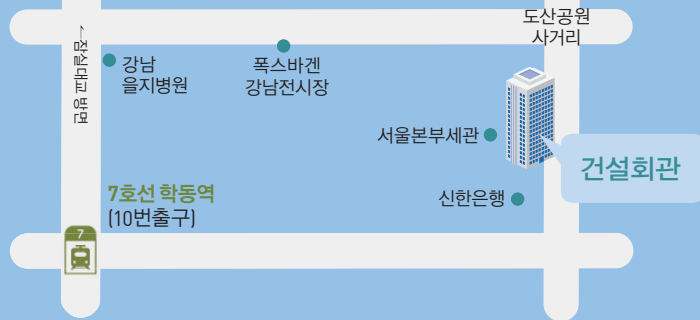 도산공원
사거리
←잠실대교 방면
강남
을지병원
폭스바겐
강남전시장
서울본부세관
건설회관
7호선 학동역
(10번출구)
신한은행
7